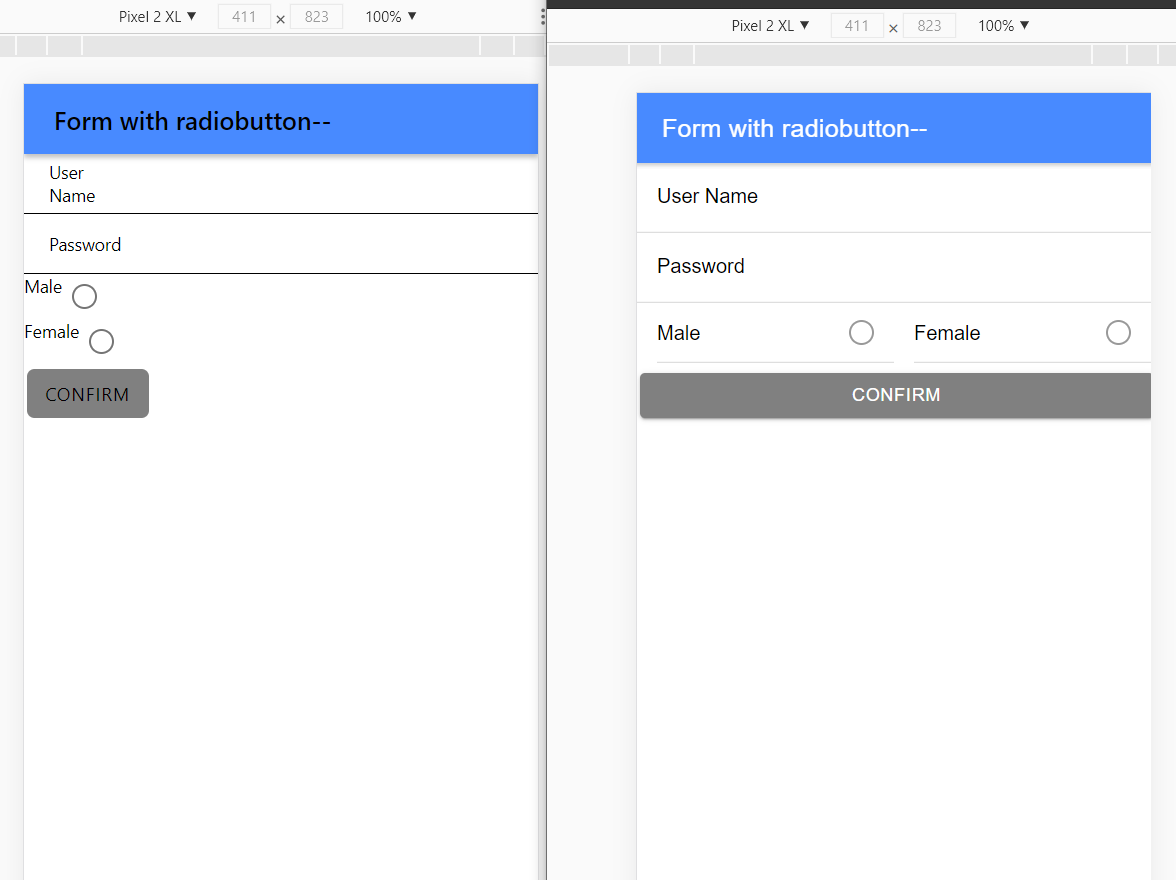 Pixel 2 XL ▼ 411 × 823 100% ▼
Form with radiobutton--
User
Name
Password
Male
Female
CONFIRM
Pixel 2 XL ▼ 411 × 823 100% ▼
Form with radiobutton--
User Name
Password
Male Female
CONFIRM